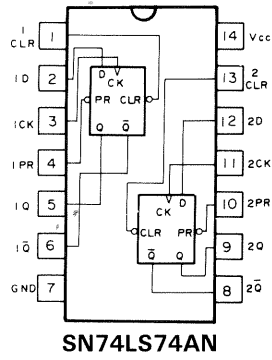 1 CLR 1 14 Vcc
1D 2 13 2 CLR
D CK
PR CLR
Q Q̅
1CK 3 12 2D
1PR 4 11 2CK
1Q 5 10 2PR
CK D
CLR PR
Q̅ Q
1Q̅ 6 9 2Q
GND 7 8 2Q̅
SN74LS74AN